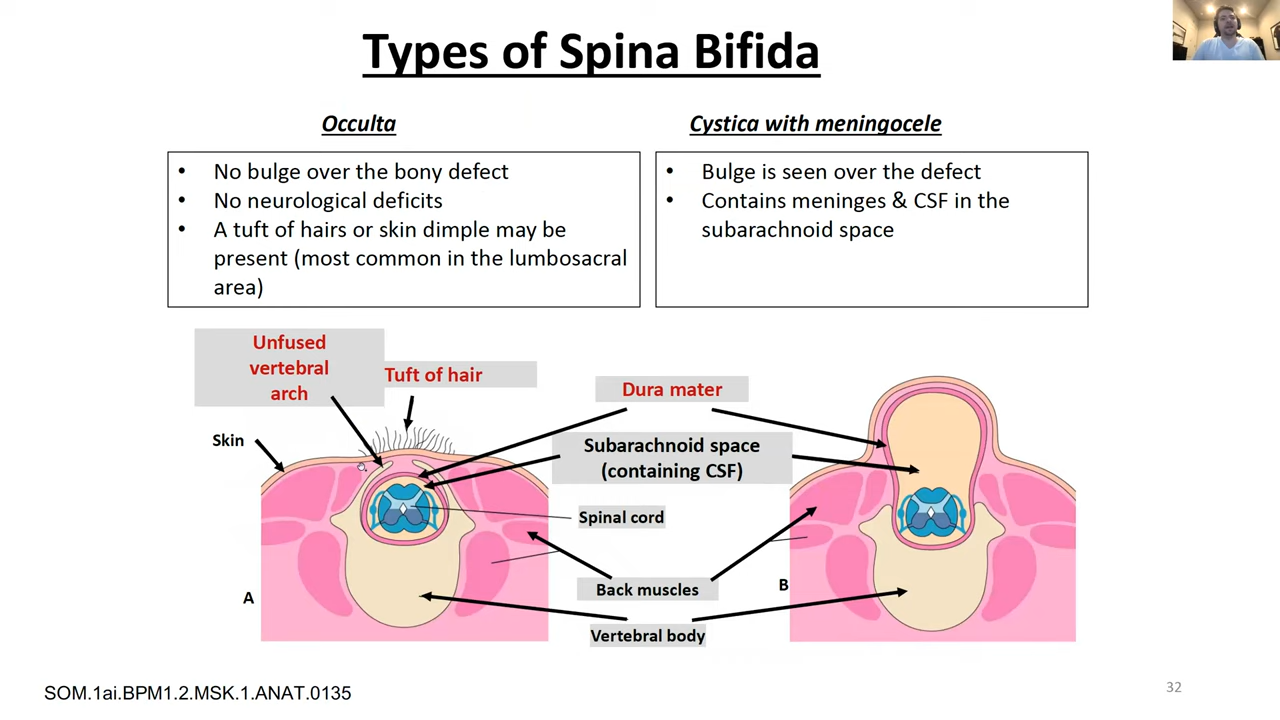 Types of Spina Bifida
Occulta
• No bulge over the bony defect
• No neurological deficits
• A tuft of hairs or skin dimple may be
present (most common in the lumbosacral
area)
Cystica with meningocele
• Bulge is seen over the defect
• Contains meninges & CSF in the
subarachnoid space
Unfused
vertebral
arch
Tuft of hair
Dura mater
Skin
Subarachnoid space
(containing CSF)
Spinal cord
Back muscles
A
B
Vertebral body
SOM.1ai.BPM1.2.MSK.1.ANAT.0135
32